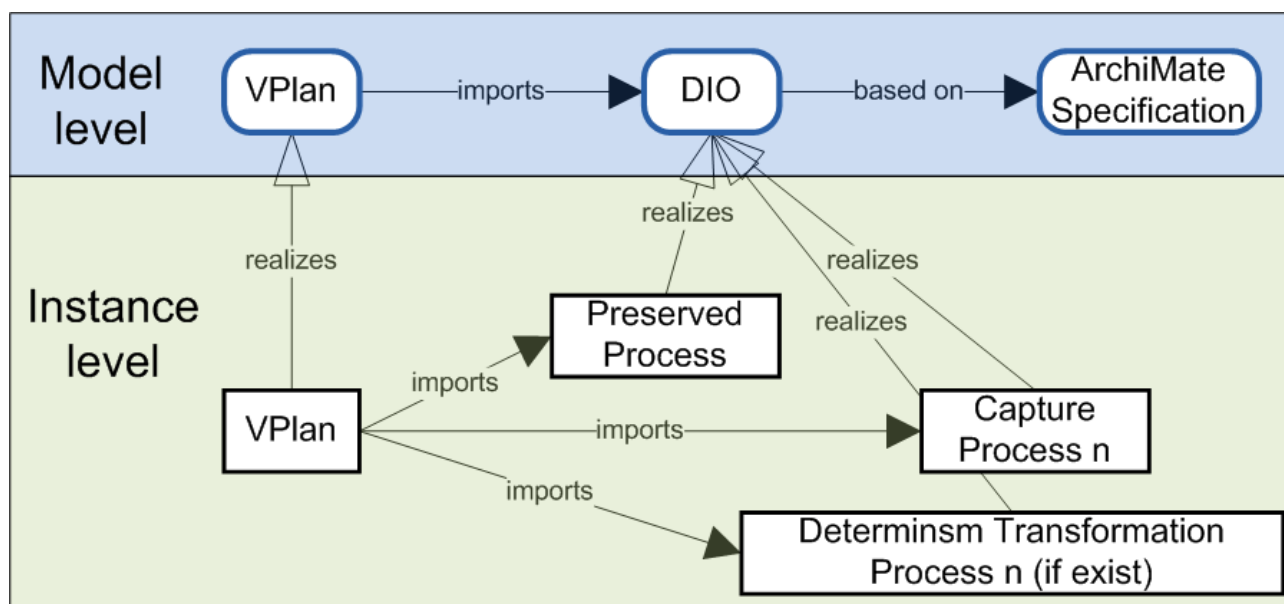 Model
level
VPlan
imports
DIO
based on
ArchiMate
Specification
realizes
realizes
realizes
realizes
Instance
level
Preserved
Process
imports
VPlan
imports
Capture
Process n
imports
Determinsm Transformation
Process n (if exist)